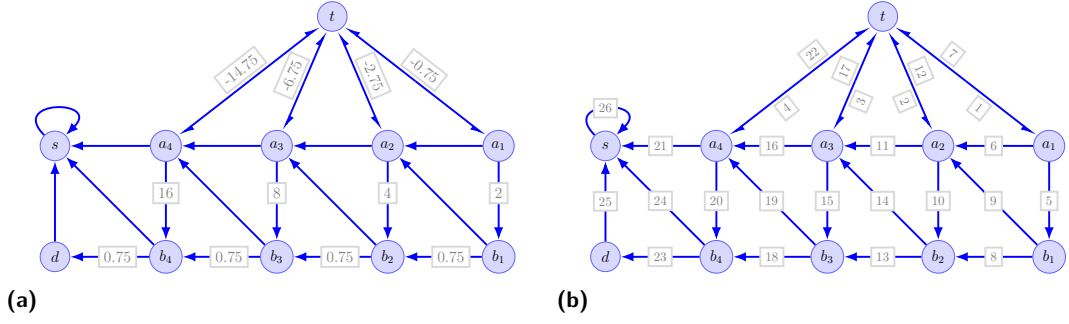 t
-14.75 -6.75 -2.75 -0.75
s a4 a3 a2 a1
16 8 4 2
d 0.75 b4 0.75 b3 0.75 b2 0.75 b1
(a)
t
22 17 12 7
4 3 2 1
26
s 21 a4 16 a3 11 a2 6 a1
25 24 20 19 15 14 10 9 5
d 23 b4 18 b3 13 b2 8 b1
(b)